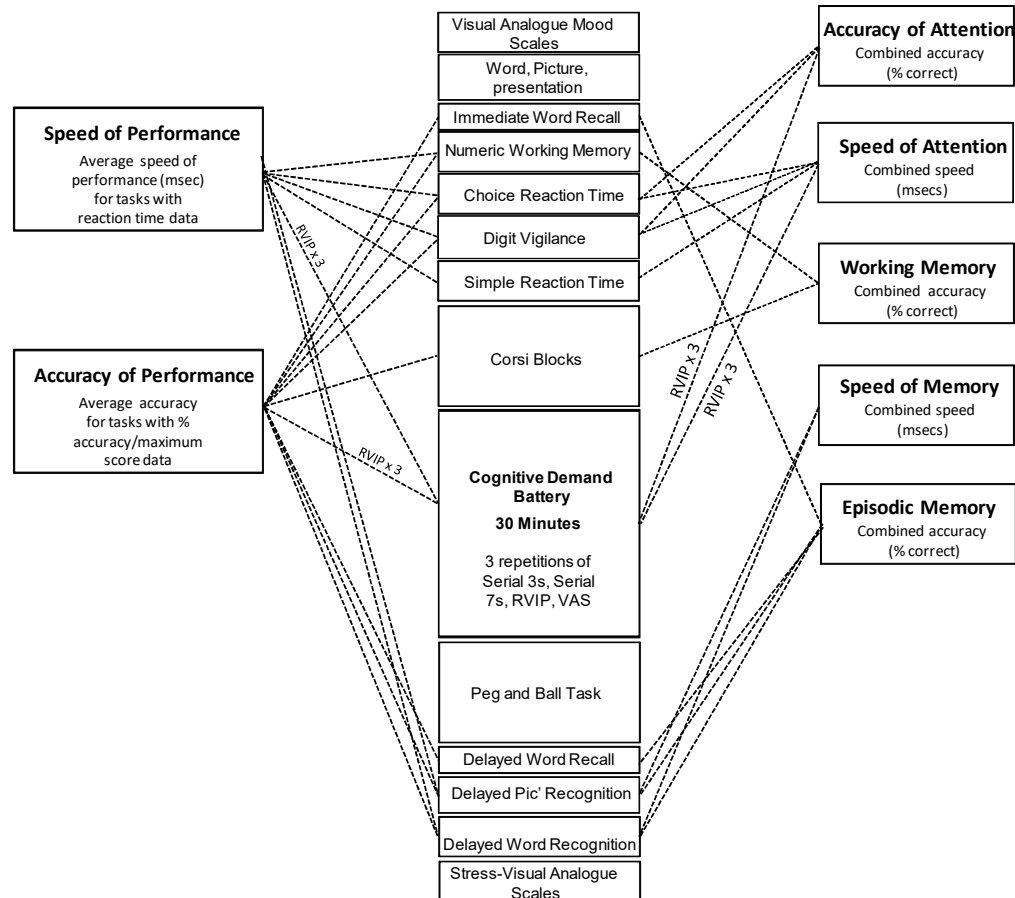 Speed of Performance
Average speed of
performance (msec)
for tasks with
reaction time data
Accuracy of Performance
Average accuracy
for tasks with %
accuracy/maximum
score data
RVIP x 3
RVIP x 3
Visual Analogue Mood
Scales
Word, Picture,
presentation
Immediate Word Recall
Numeric Working Memory
Choice Reaction Time
Digit Vigilance
Simple Reaction Time
Corsi Blocks
Cognitive Demand
Battery
30 Minutes
3 repetitions of
Serial 3s, Serial
7s, RVIP, VAS
Peg and Ball Task
Delayed Word Recall
Delayed Pic’ Recognition
Delayed Word Recognition
Stress-Visual Analogue
Scales
RVIP x 3
RVIP x 3
Accuracy of Attention
Combined accuracy
(% correct)
Speed of Attention
Combined speed
(msecs)
Working Memory
Combined accuracy
(% correct)
Speed of Memory
Combined speed
(msecs)
Episodic Memory
Combined accuracy
(% correct)